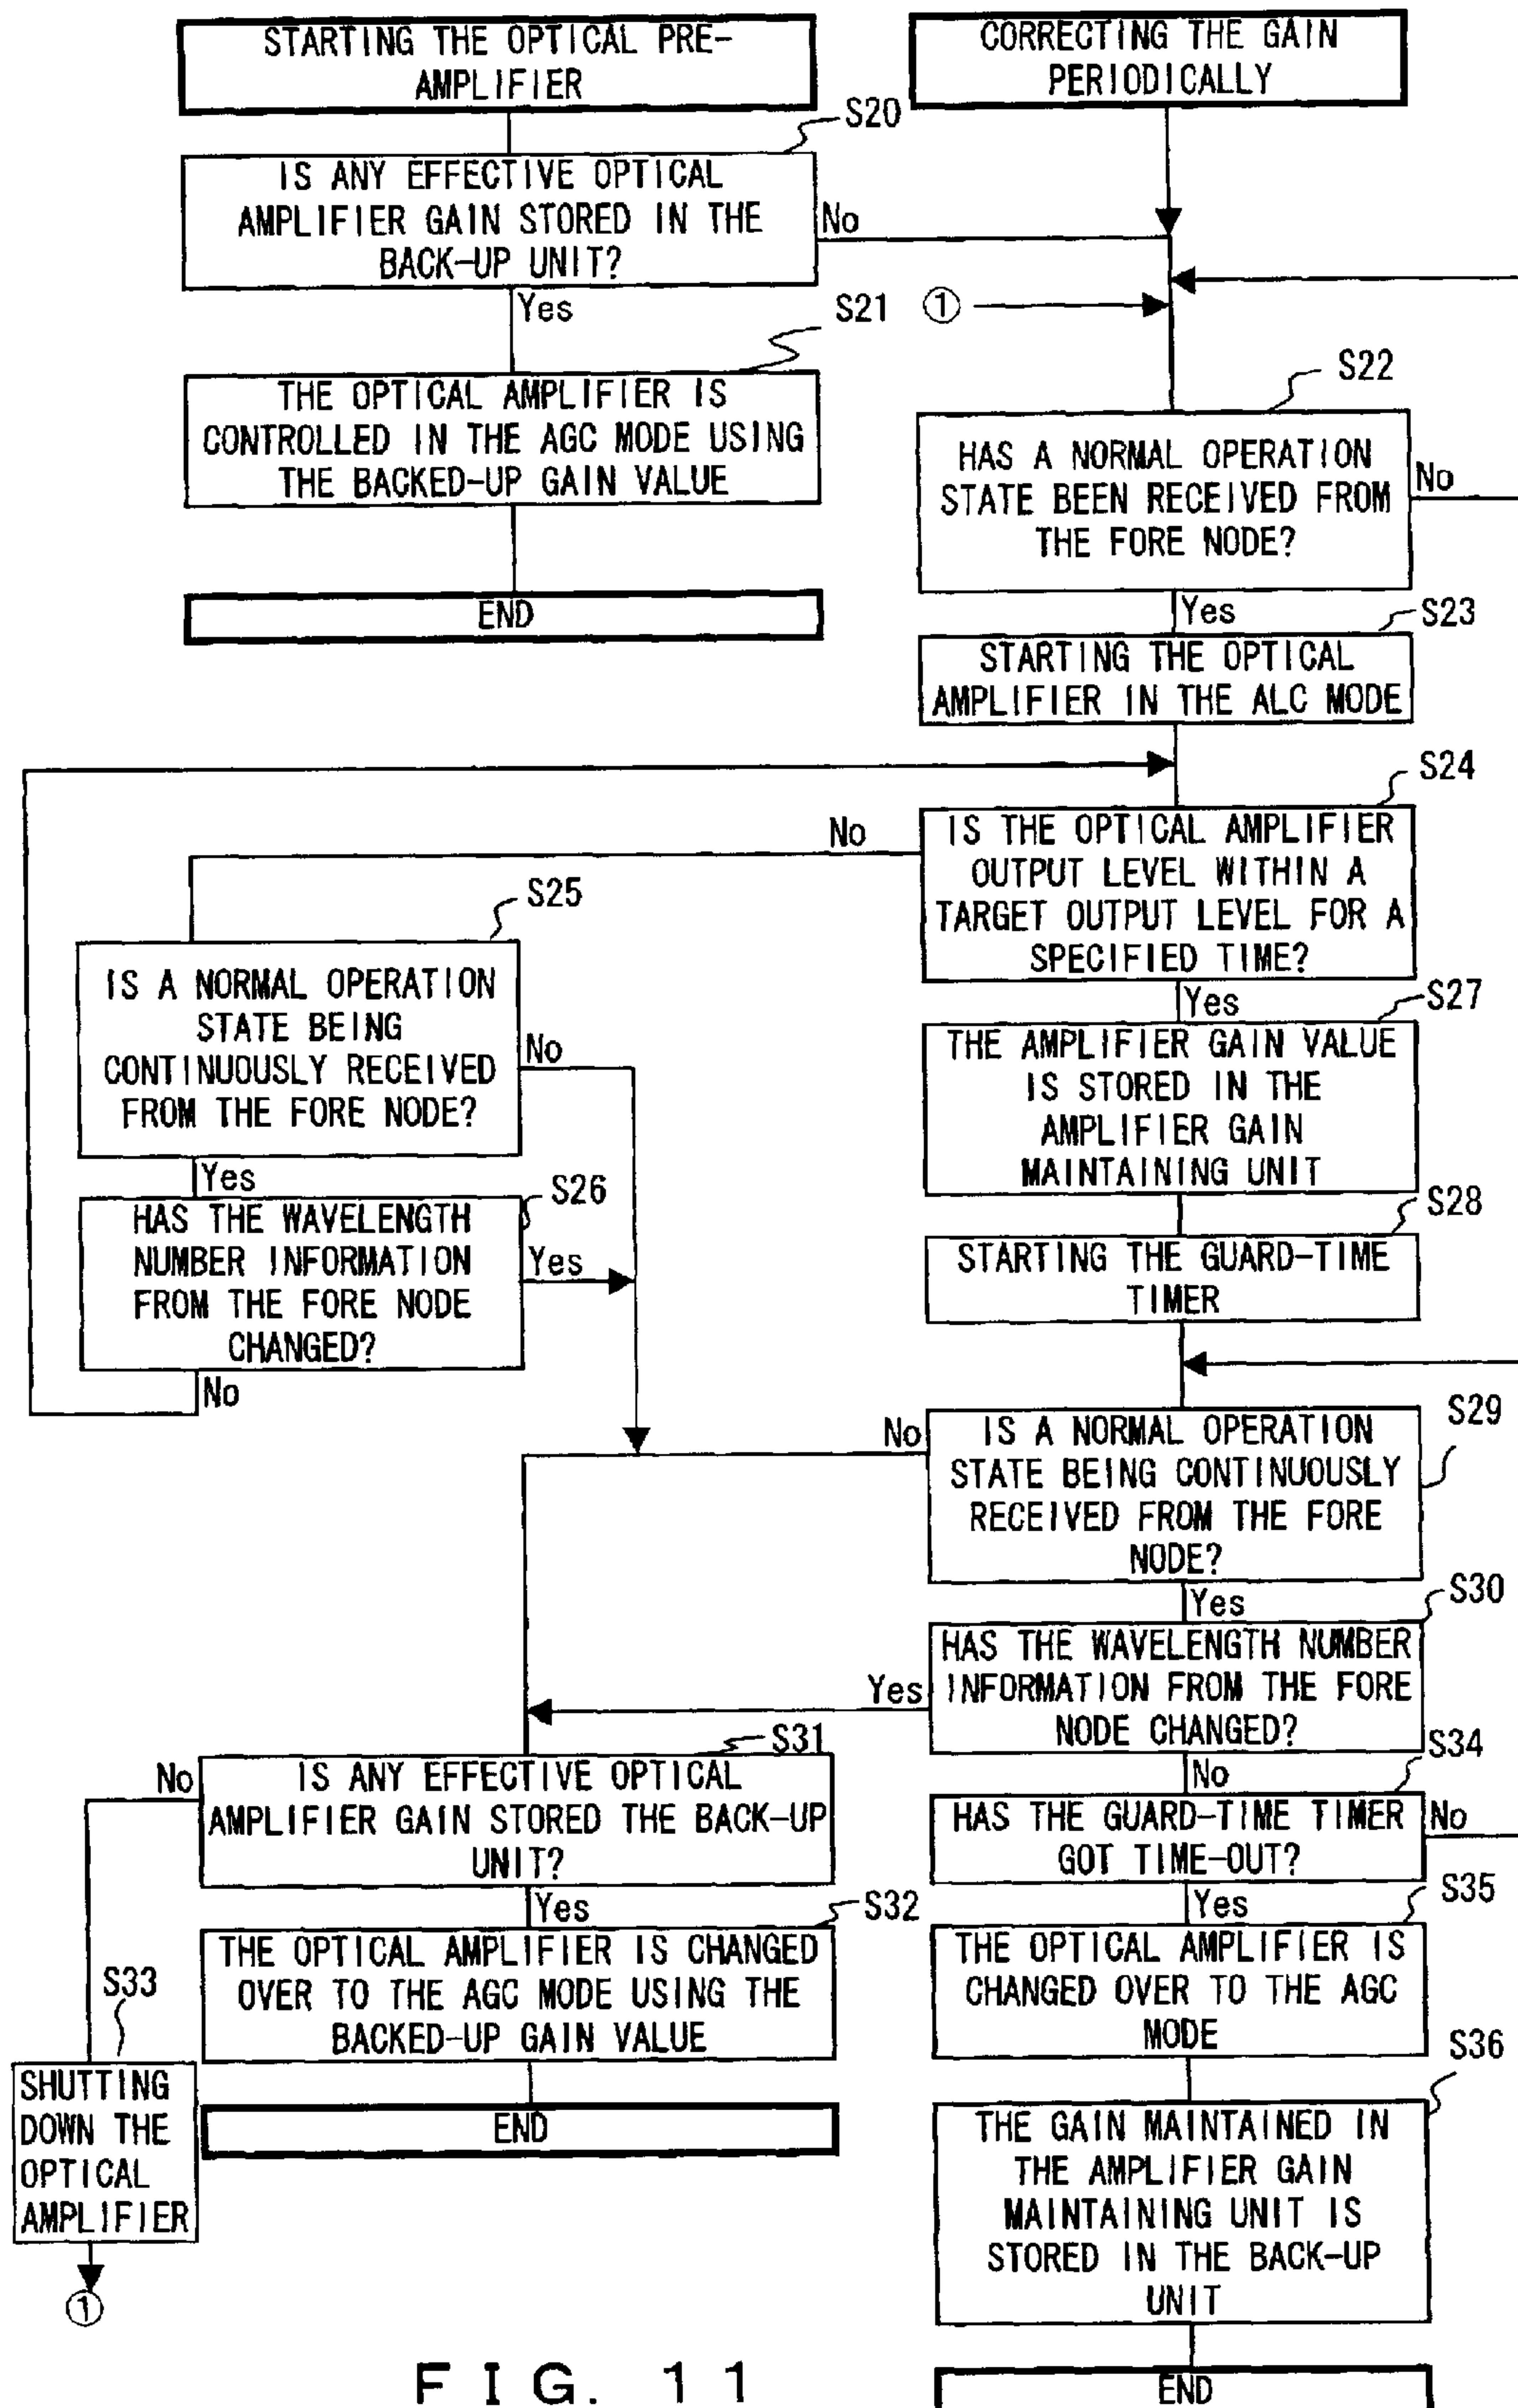 STARTING THE OPTICAL PRE-
AMPLIFIER
CORRECTING THE GAIN
PERIODICALLY
S20
IS ANY EFFECTIVE OPTICAL
AMPLIFIER GAIN STORED IN THE
BACK-UP UNIT?
No
Yes
S21
①
THE OPTICAL AMPLIFIER IS
CONTROLLED IN THE AGC MODE USING
THE BACKED-UP GAIN VALUE
END
S22
HAS A NORMAL OPERATION
STATE BEEN RECEIVED FROM
THE FORE NODE?
No
Yes
S23
STARTING THE OPTICAL
AMPLIFIER IN THE ALC MODE
S24
IS THE OPTICAL AMPLIFIER
OUTPUT LEVEL WITHIN A
TARGET OUTPUT LEVEL FOR A
SPECIFIED TIME?
No
Yes
S25
IS A NORMAL OPERATION
STATE BEING
CONTINUOUSLY RECEIVED
FROM THE FORE NODE?
No
Yes
S26
HAS THE WAVELENGTH
NUMBER INFORMATION
FROM THE FORE NODE
CHANGED?
Yes
No
S27
THE AMPLIFIER GAIN VALUE
IS STORED IN THE
AMPLIFIER GAIN
MAINTAINING UNIT
S28
STARTING THE GUARD-TIME
TIMER
S29
IS A NORMAL OPERATION
STATE BEING CONTINUOUSLY
RECEIVED FROM THE FORE
NODE?
No
Yes
S30
HAS THE WAVELENGTH NUMBER
INFORMATION FROM THE FORE
NODE CHANGED?
Yes
No
S31
IS ANY EFFECTIVE OPTICAL
AMPLIFIER GAIN STORED THE BACK-UP
UNIT?
No
Yes
S32
THE OPTICAL AMPLIFIER IS CHANGED
OVER TO THE AGC MODE USING THE
BACKED-UP GAIN VALUE
END
S33
SHUTTING
DOWN THE
OPTICAL
AMPLIFIER
①
S34
HAS THE GUARD-TIME TIMER
GOT TIME-OUT?
No
Yes
S35
THE OPTICAL AMPLIFIER IS
CHANGED OVER TO THE AGC
MODE
S36
THE GAIN MAINTAINED IN
THE AMPLIFIER GAIN
MAINTAINING UNIT IS
STORED IN THE BACK-UP
UNIT
END
FIG. 11